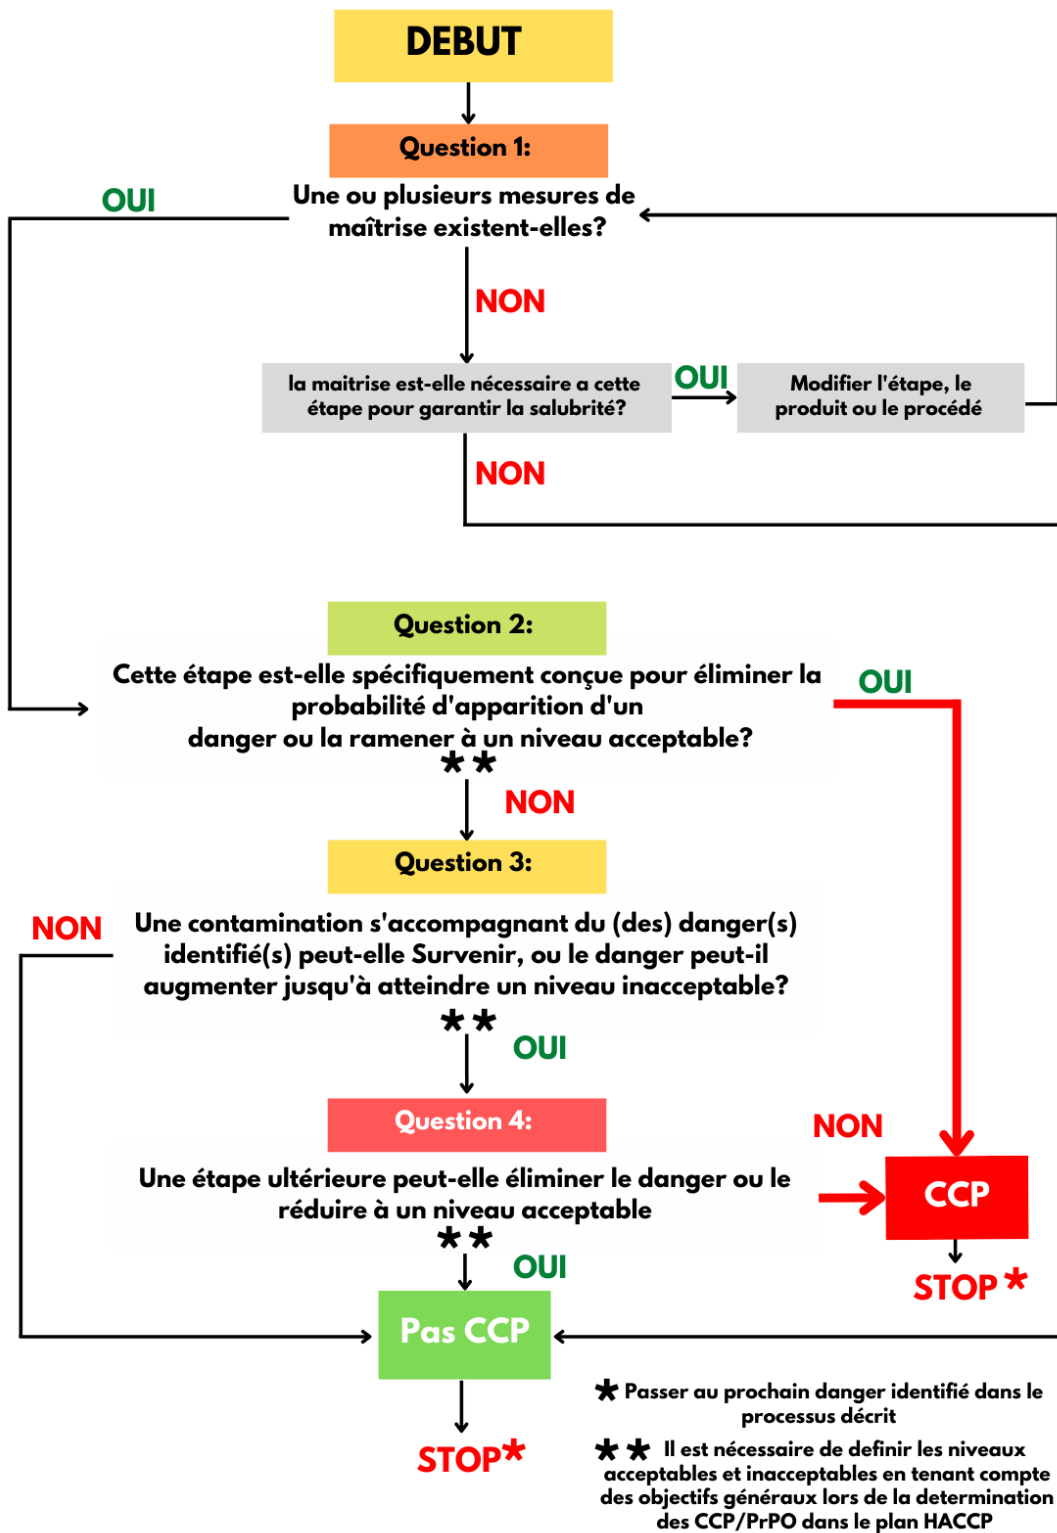 DEBUT
Question 1:
OUI
Une ou plusieurs mesures de
maîtrise existent-elles?
NON
la maitrise est-elle nécessaire a cette
étape pour garantir la salubrité?
OUI
Modifier l'étape, le
produit ou le procédé
NON
Question 2:
Cette étape est-elle spécifiquement conçue pour éliminer la
probabilité d'apparition d'un
danger ou la ramener à un niveau acceptable?
**
OUI
NON
Question 3:
NON
Une contamination s'accompagnant du (des) danger(s)
identifié(s) peut-elle Survenir, ou le danger peut-il
augmenter jusqu'à atteindre un niveau inacceptable?
**
OUI
Question 4:
NON
Une étape ultérieure peut-elle éliminer le danger ou le
réduire à un niveau acceptable
**
CCP
OUI
STOP*
Pas CCP
STOP*
* Passer au prochain danger identifié dans le
processus décrit
** Il est nécessaire de definir les niveaux
acceptables et inacceptables en tenant compte
des objectifs généraux lors de la determination
des CCP/PrPO dans le plan HACCP